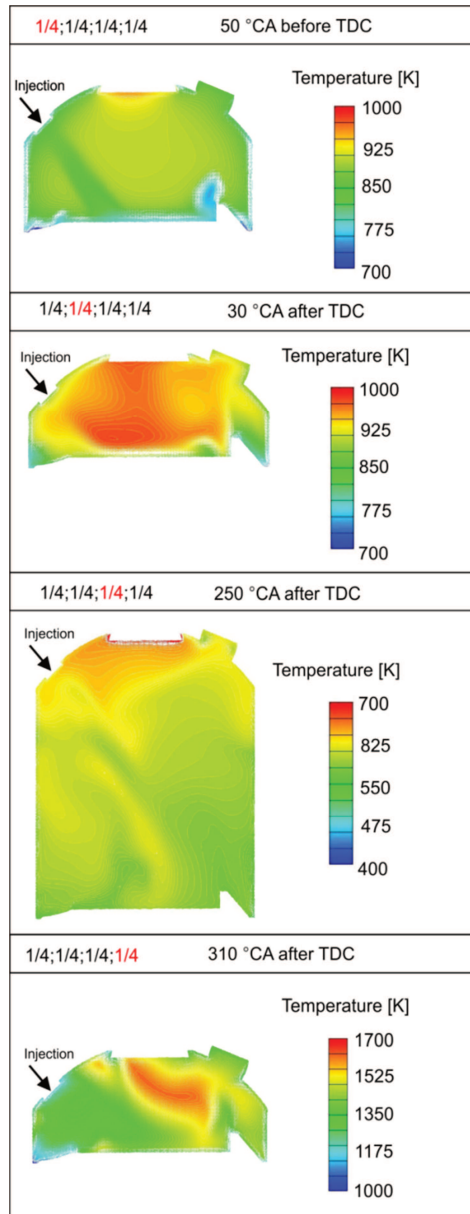 1/4;1/4;1/4;1/4 50 °CA before TDC
Temperature [K]
Injection
1000
925
850
775
700
1/4;1/4;1/4;1/4 30 °CA after TDC
Temperature [K]
Injection
1000
925
850
775
700
1/4;1/4;1/4;1/4 250 °CA after TDC
Injection
Temperature [K]
700
825
550
475
400
1/4;1/4;1/4;1/4 310 °CA after TDC
Temperature [K]
Injection
1700
1525
1350
1175
1000